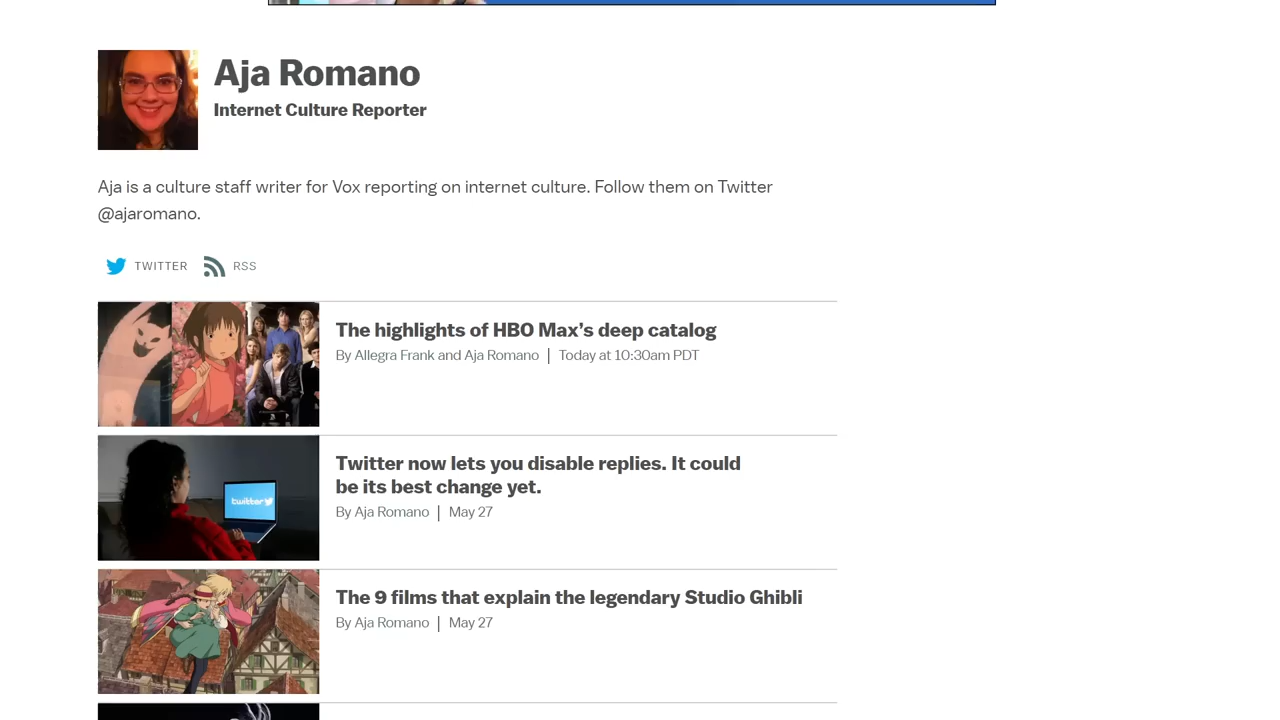 Aja Romano
Internet Culture Reporter
Aja is a culture staff writer for Vox reporting on internet culture. Follow them on Twitter
@ajaromano.
TWITTER RSS
The highlights of HBO Max’s deep catalog
By Allegra Frank and Aja Romano | Today at 10:30am PDT
Twitter now lets you disable replies. It could
be its best change yet.
By Aja Romano | May 27
twitter
The 9 films that explain the legendary Studio Ghibli
By Aja Romano | May 27